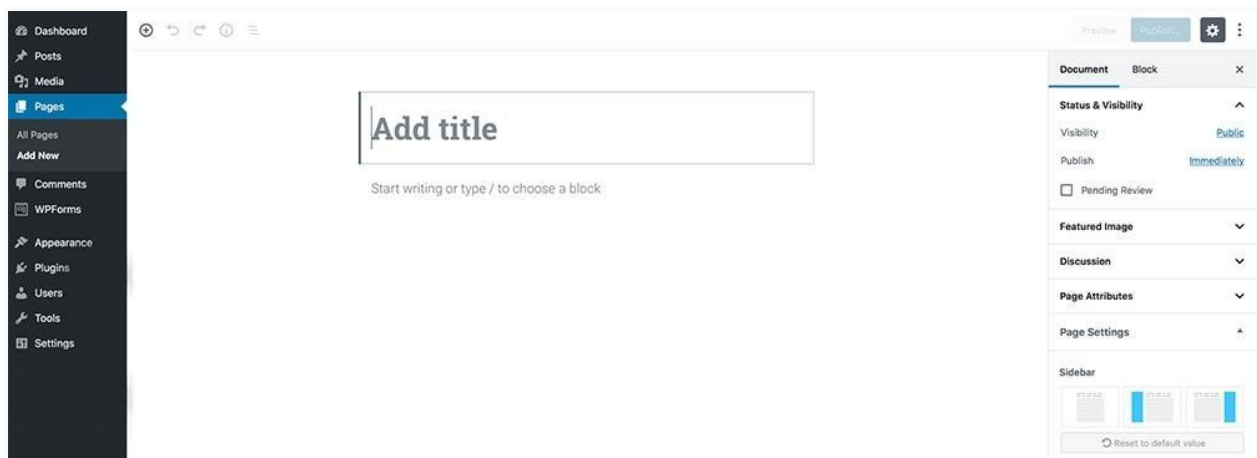 Dashboard
Posts
Media
Pages
All Pages
Add New
Comments
WPForms
Appearance
Plugins
Users
Tools
Settings
Preview
Publish...
Add title
Start writing or type / to choose a block
Document Block
Status & Visibility
Visibility Public
Publish Immediately
Pending Review
Featured Image
Discussion
Page Attributes
Page Settings
Sidebar
Reset to default value